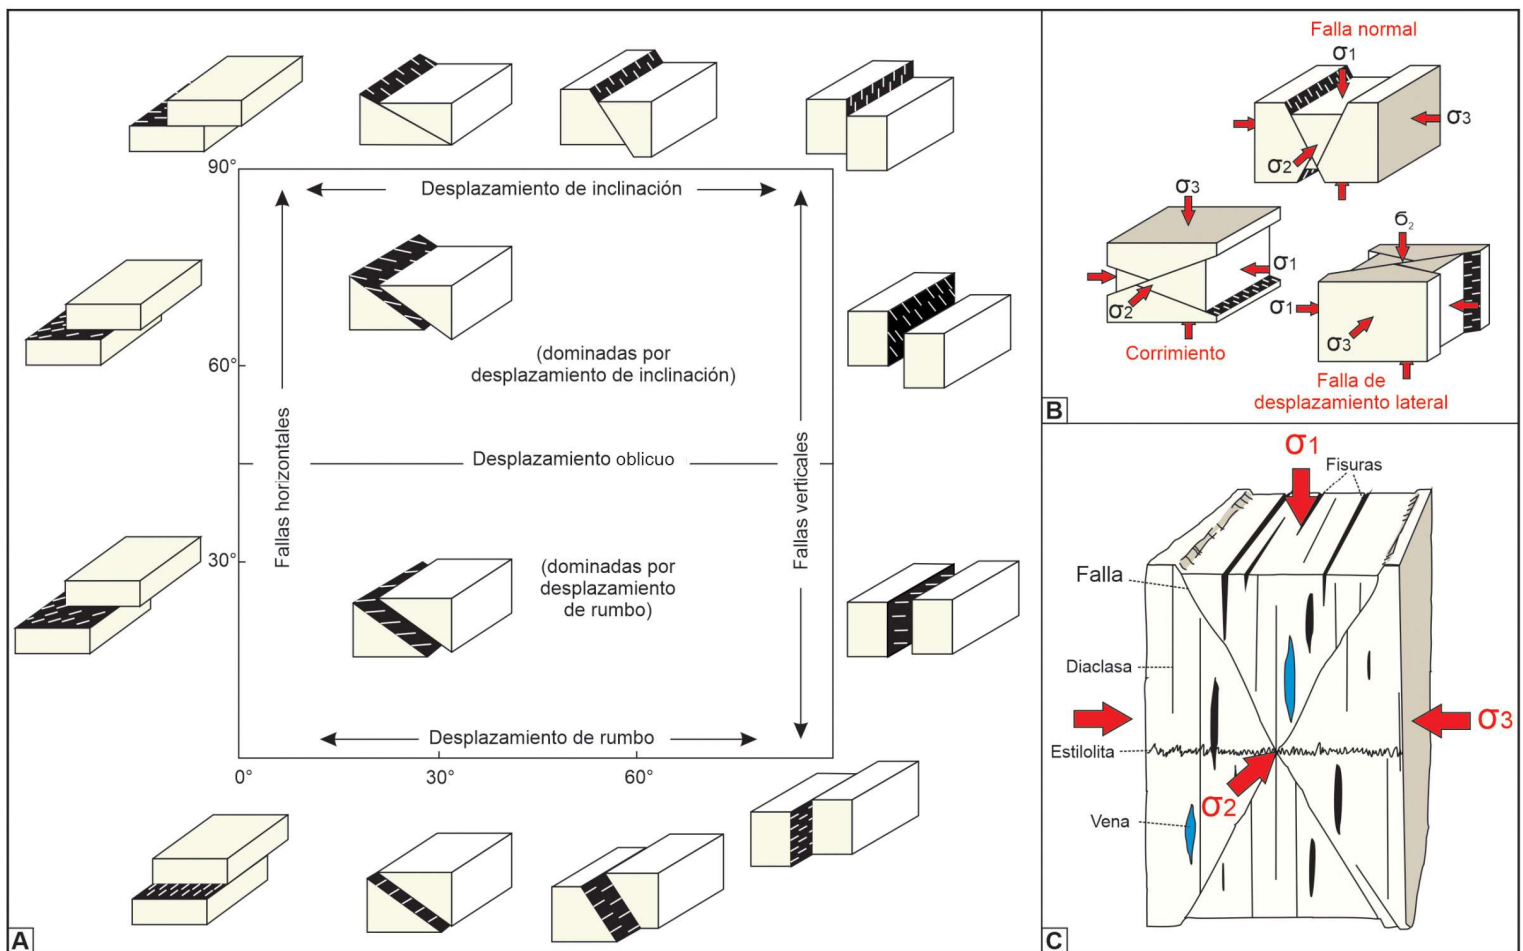 90°
Desplazamiento de inclinación
60°
30°
Fallas horizontales
Fallas verticales
(dominadas por
desplazamiento de inclinación)
Desplazamiento oblicuo
(dominadas por
desplazamiento
de rumbo)
Desplazamiento de rumbo
0°
30°
60°
A
Falla normal
σ1
σ3
σ2
σ3
σ1
σ2
Corrimiento
б2
σ1
σ3
Falla de
desplazamiento lateral
B
σ1
Fisuras
Falla
Diaclasa
σ3
Estilolita
σ2
Vena
C